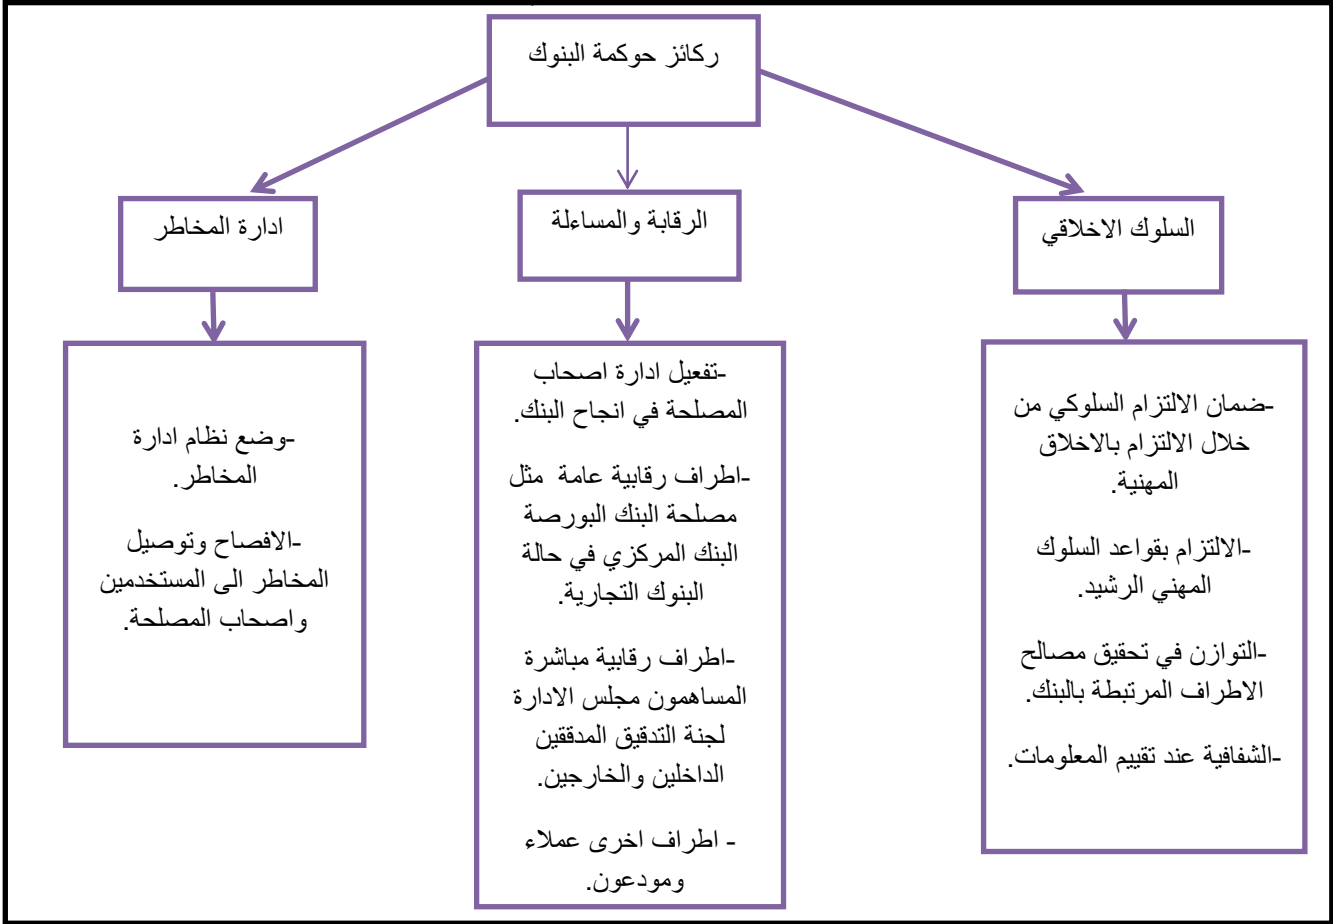 ركائز حوكمة البنوك
السلوك الاخلاقي
-ضمان الالتزام السلوكي من
خلال الالتزام بالاخلاق
المهنية.
-الالتزام بقواعد السلوك
المهني الرشيد.
-التوازن في تحقيق مصالح
الاطراف المرتبطة بالبنك.
-الشفافية عند تقييم المعلومات.
الرقابة والمساءلة
-تفعيل ادارة اصحاب
المصلحة في انجاح البنك.
-اطراف رقابية عامة مثل
مصلحة البنك البورصة
البنك المركزي في حالة
البنوك التجارية.
-اطراف رقابية مباشرة
المساهمون مجلس الادارة
لجنة التدقيق المدققين
الداخلين والخارجين.
- اطراف اخرى عملاء
ومودعون.
ادارة المخاطر
-وضع نظام ادارة
المخاطر.
-الافصاح وتوصيل
المخاطر الى المستخدمين
واصحاب المصلحة.